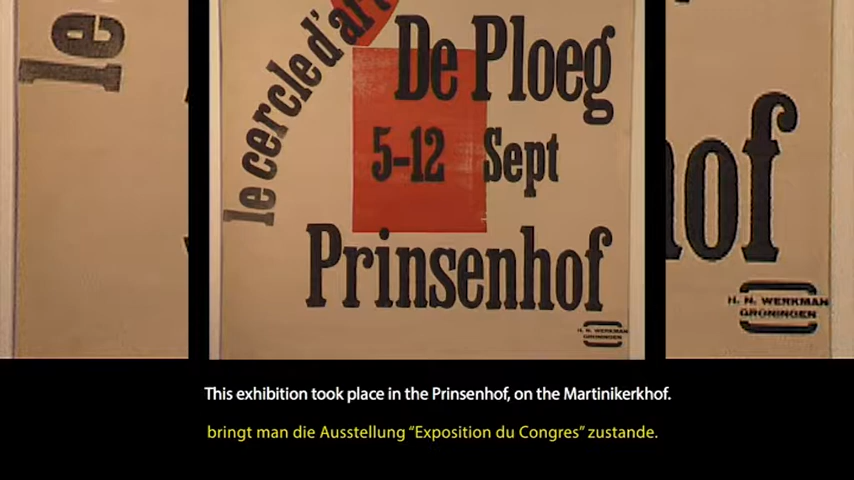 le
le cercle d'art
De Ploeg
5-12 Sept
Prinsenhof
H. N. WERKMAN
GRONINGEN
hof
H. N. WERKMAN
GRONINGEN
This exhibition took place in the Prinsenhof, on the Martinikerkhof.
bringt man die Ausstellung “Exposition du Congres” zustande.